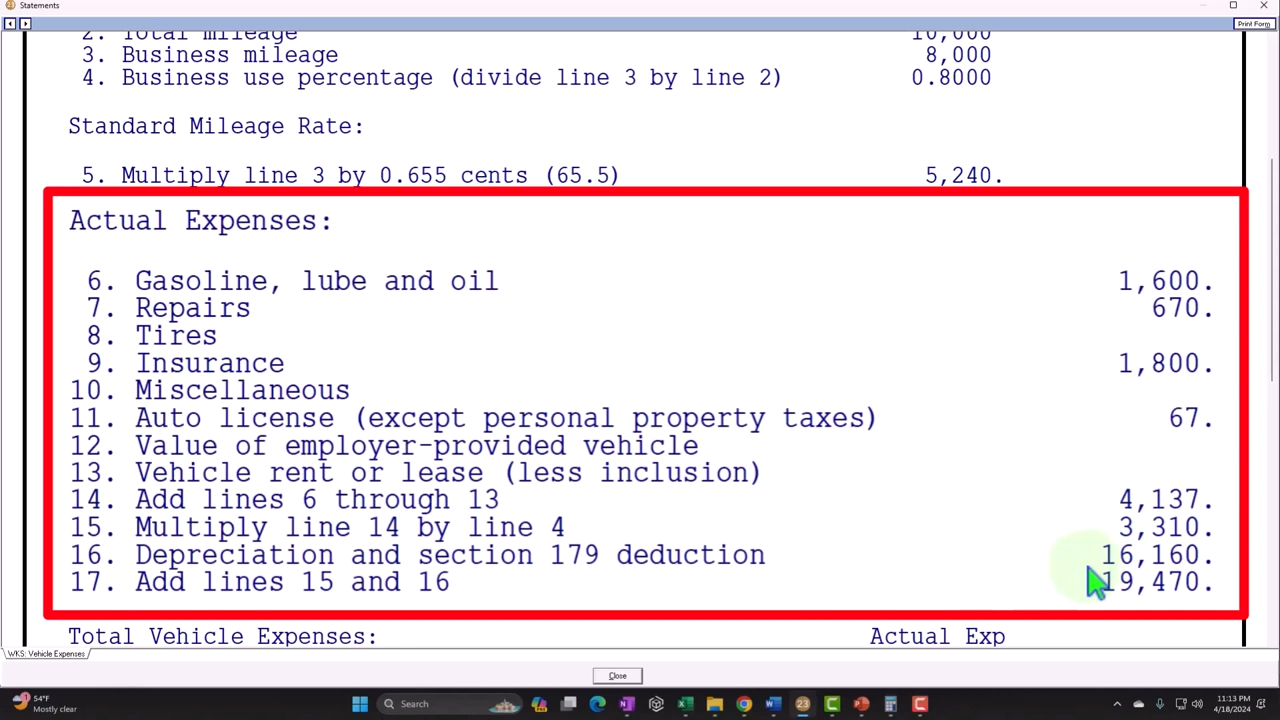 Statements
Print Form
2. Total mileage 10,000
3. Business mileage 8,000
4. Business use percentage (divide line 3 by line 2) 0.8000
Standard Mileage Rate:
5. Multiply line 3 by 0.655 cents (65.5) 5,240.
Actual Expenses:
6. Gasoline, lube and oil 1,600.
7. Repairs 670.
8. Tires
9. Insurance 1,800.
10. Miscellaneous
11. Auto license (except personal property taxes) 67.
12. Value of employer-provided vehicle
13. Vehicle rent or lease (less inclusion)
14. Add lines 6 through 13 4,137.
15. Multiply line 14 by line 4 3,310.
16. Depreciation and section 179 deduction 16,160.
17. Add lines 15 and 16 19,470.
Total Vehicle Expenses: Actual Exp
WKS: Vehicle Expenses
Close
54°F
Mostly clear
Search
11:13 PM
4/18/2024